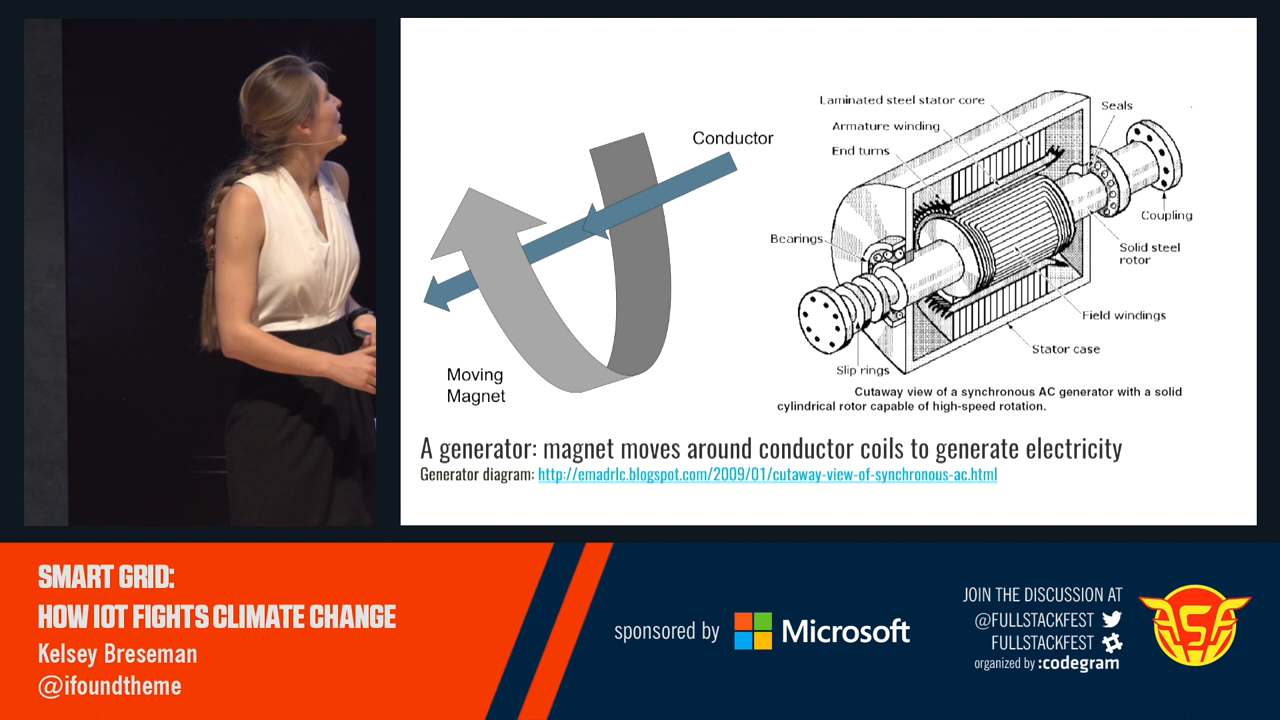 Conductor
Moving
Magnet
Laminated steel stator core
Armature winding
End turns
Seals
Bearings
Coupling
Solid steel
rotor
Field windings
Stator case
Slip rings
Cutaway view of a synchronous AC generator with a solid
cylindrical rotor capable of high-speed rotation.
A generator: magnet moves around conductor coils to generate electricity
Generator diagram: http://emadrlc.blogspot.com/2009/01/cutaway-view-of-synchronous-ac.html
SMART GRID:
HOW IOT FIGHTS CLIMATE CHANGE
Kelsey Breseman
@ifoundtheme
sponsored by Microsoft
JOIN THE DISCUSSION AT
@FULLSTACKFEST
FULLSTACKFEST
organized by :codegram
FSF